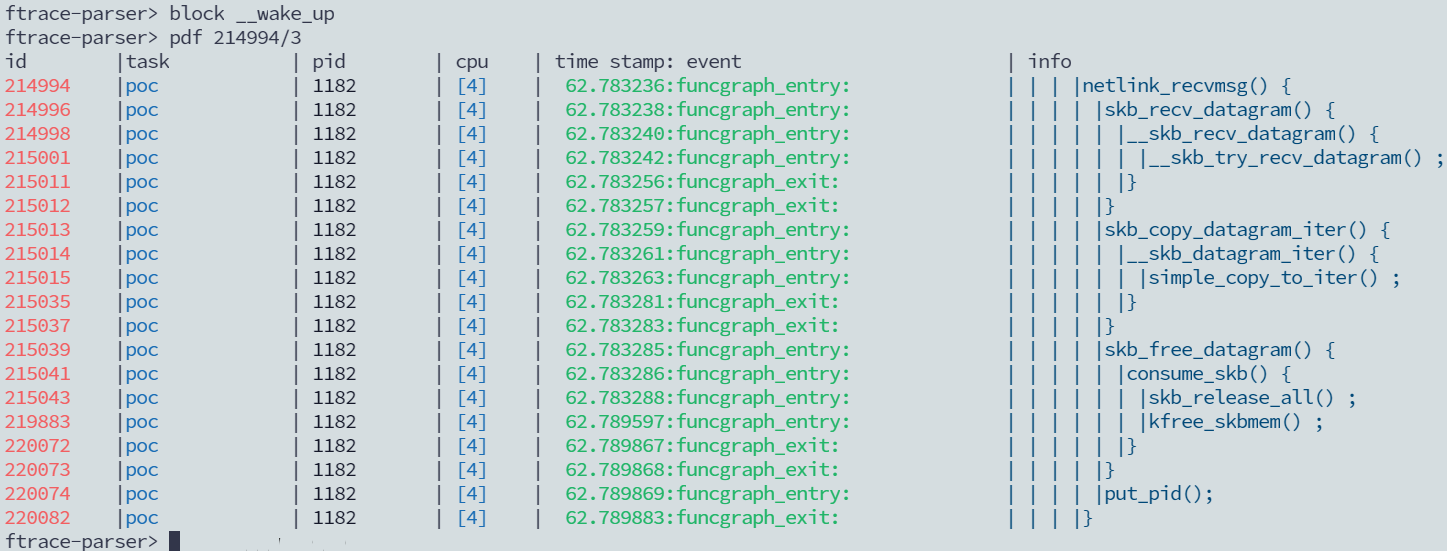 ftrace-parser> block __wake_up
ftrace-parser> pdf 214994/3
id |task | pid | cpu | time stamp: event | info
214994 |poc | 1182 | [4] | 62.783236:funcgraph_entry: | | | |netlink_recvmsg() {
214996 |poc | 1182 | [4] | 62.783238:funcgraph_entry: | | | | |skb_recv_datagram() {
214998 |poc | 1182 | [4] | 62.783240:funcgraph_entry: | | | | | |__skb_recv_datagram() {
215001 |poc | 1182 | [4] | 62.783242:funcgraph_entry: | | | | | | |__skb_try_recv_datagram() ;
215011 |poc | 1182 | [4] | 62.783256:funcgraph_exit: | | | | | |}
215012 |poc | 1182 | [4] | 62.783257:funcgraph_exit: | | | | |}
215013 |poc | 1182 | [4] | 62.783259:funcgraph_entry: | | | | |skb_copy_datagram_iter() {
215014 |poc | 1182 | [4] | 62.783261:funcgraph_entry: | | | | | |__skb_datagram_iter() {
215015 |poc | 1182 | [4] | 62.783263:funcgraph_entry: | | | | | | |simple_copy_to_iter() ;
215035 |poc | 1182 | [4] | 62.783281:funcgraph_exit: | | | | | |}
215037 |poc | 1182 | [4] | 62.783283:funcgraph_exit: | | | | |}
215039 |poc | 1182 | [4] | 62.783285:funcgraph_entry: | | | | |skb_free_datagram() {
215041 |poc | 1182 | [4] | 62.783286:funcgraph_entry: | | | | | |consume_skb() {
215043 |poc | 1182 | [4] | 62.783288:funcgraph_entry: | | | | | | |skb_release_all() ;
219883 |poc | 1182 | [4] | 62.789597:funcgraph_entry: | | | | | | |kfree_skbmem() ;
220072 |poc | 1182 | [4] | 62.789867:funcgraph_exit: | | | | | |}
220073 |poc | 1182 | [4] | 62.789868:funcgraph_exit: | | | | |}
220074 |poc | 1182 | [4] | 62.789869:funcgraph_entry: | | | | |put_pid();
220082 |poc | 1182 | [4] | 62.789883:funcgraph_exit: | | | |}
ftrace-parser>